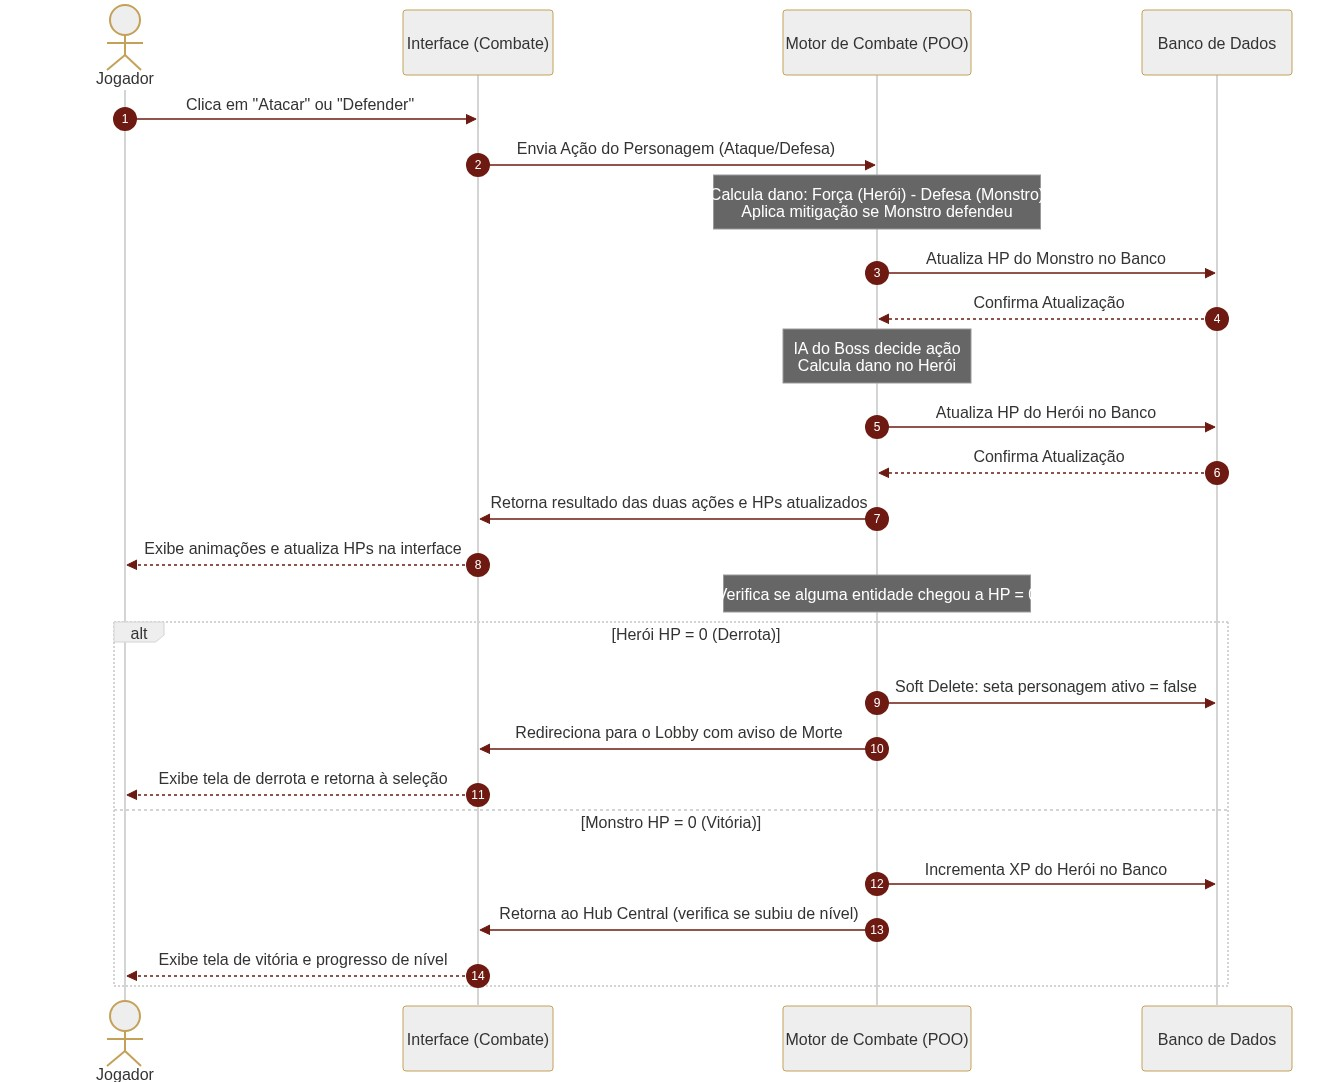 Jogador
Interface (Combate)
Motor de Combate (POO)
Banco de Dados
Clica em "Atacar" ou "Defender"
1
Envia Ação do Personagem (Ataque/Defesa)
2
Calcula dano: Força (Herói) - Defesa (Monstro)
Aplica mitigação se Monstro defendeu
Atualiza HP do Monstro no Banco
3
Confirma Atualização
4
IA do Boss decide ação
Calcula dano no Herói
Atualiza HP do Herói no Banco
5
Confirma Atualização
6
Retorna resultado das duas ações e HPs atualizados
7
Exibe animações e atualiza HPs na interface
8
Verifica se alguma entidade chegou a HP = 0
alt
[Herói HP = 0 (Derrota)]
Soft Delete: seta personagem ativo = false
9
Redireciona para o Lobby com aviso de Morte
10
Exibe tela de derrota e retorna à seleção
11
[Monstro HP = 0 (Vitória)]
Incrementa XP do Herói no Banco
12
Retorna ao Hub Central (verifica se subiu de nível)
13
Exibe tela de vitória e progresso de nível
14
Jogador
Interface (Combate)
Motor de Combate (POO)
Banco de Dados